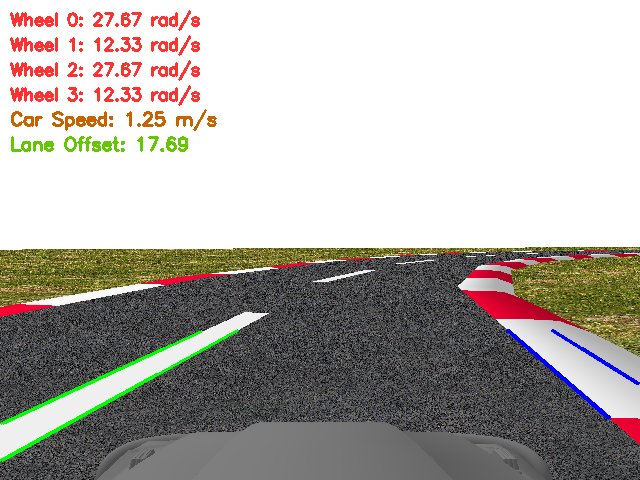 Wheel 0: 27.67 rad/s
Wheel 1: 12.33 rad/s
Wheel 2: 27.67 rad/s
Wheel 3: 12.33 rad/s
Car Speed: 1.25 m/s
Lane Offset: 17.69